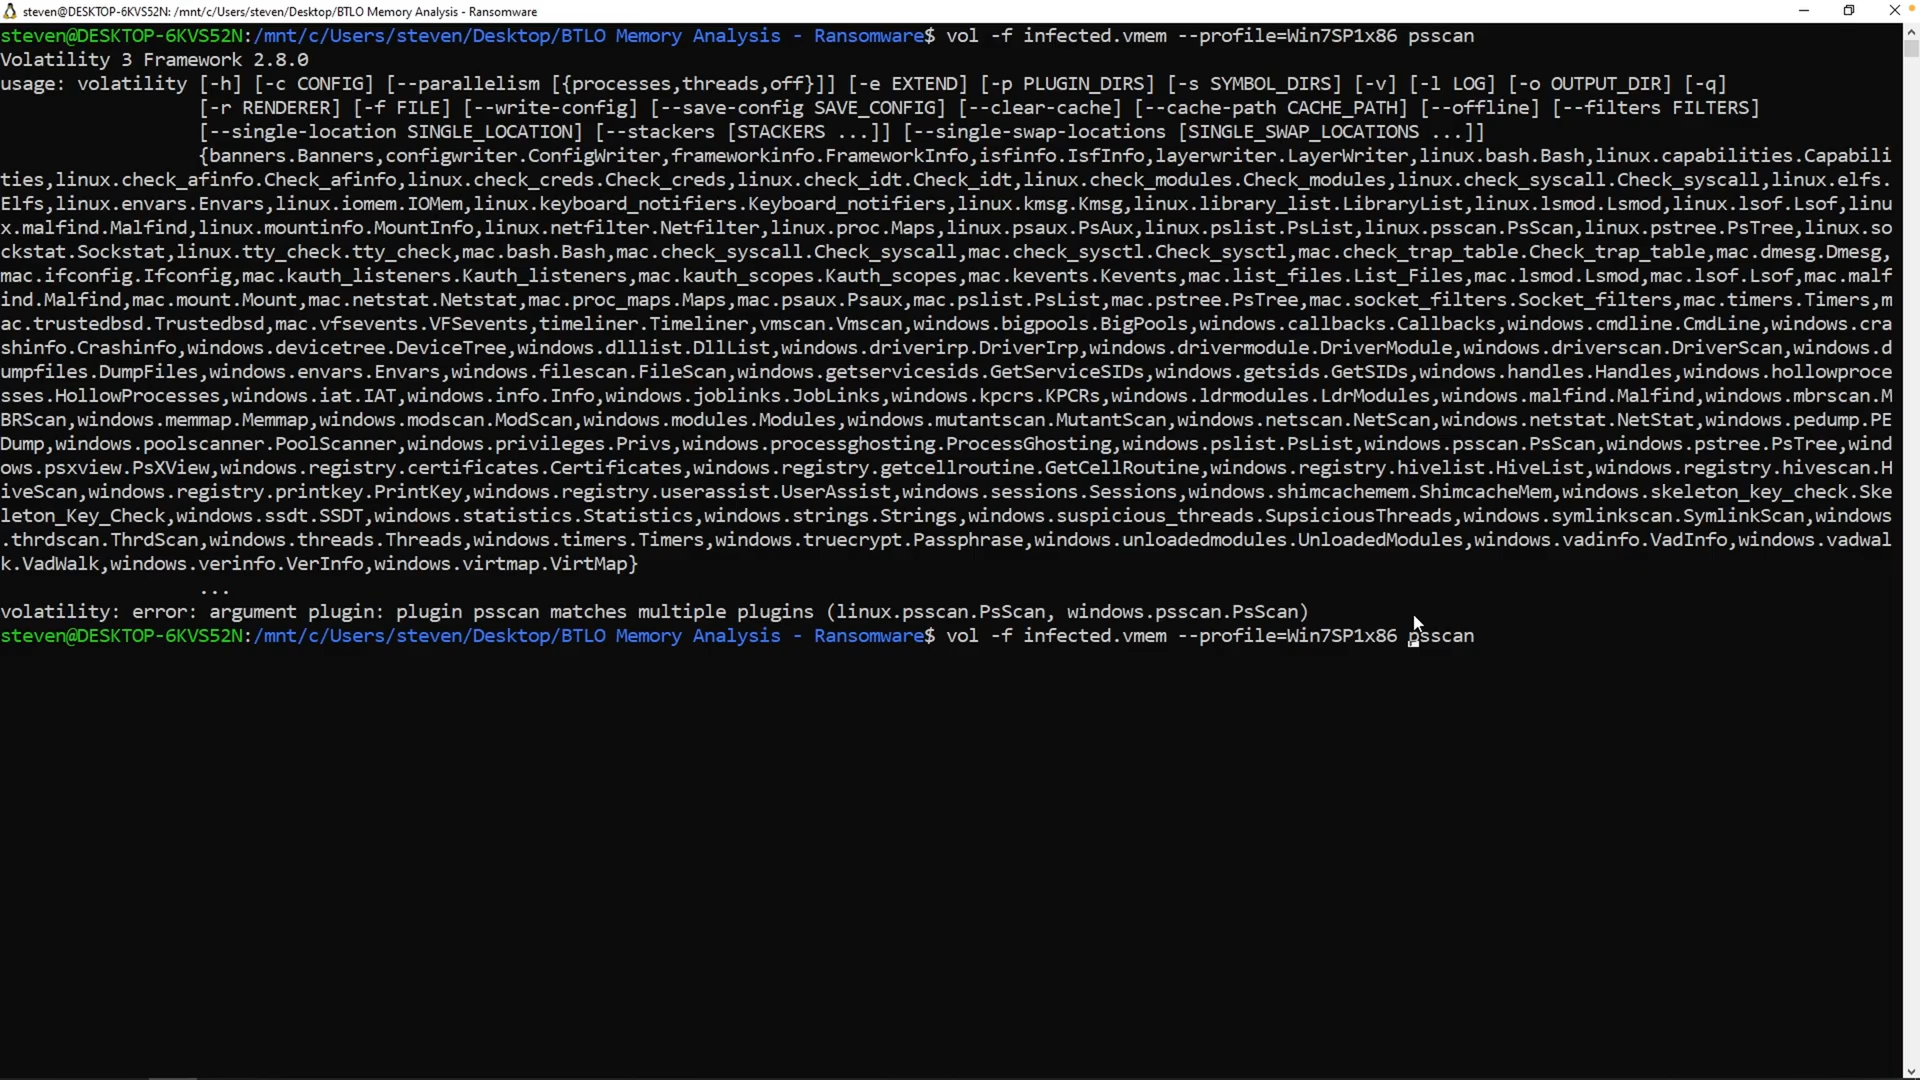 steven@DESKTOP-6KVS52N: /mnt/c/Users/steven/Desktop/BTLO Memory Analysis - Ransomware
steven@DESKTOP-6KVS52N:/mnt/c/Users/steven/Desktop/BTLO Memory Analysis - Ransomware$ vol -f infected.vmem --profile=Win7SP1x86 psscan
Volatility 3 Framework 2.8.0
usage: volatility [-h] [-c CONFIG] [--parallelism [{processes,threads,off}]] [-e EXTEND] [-p PLUGIN_DIRS] [-s SYMBOL_DIRS] [-v] [-l LOG] [-o OUTPUT_DIR] [-q]
[-r RENDERER] [-f FILE] [--write-config] [--save-config SAVE_CONFIG] [--clear-cache] [--cache-path CACHE_PATH] [--offline] [--filters FILTERS]
[--single-location SINGLE_LOCATION] [--stackers [STACKERS ...]] [--single-swap-locations [SINGLE_SWAP_LOCATIONS ...]]
{banners.Banners,configwriter.ConfigWriter,frameworkinfo.FrameworkInfo,isfinfo.IsfInfo,layerwriter.LayerWriter,linux.bash.Bash,linux.capabilities.Capabili
ties,linux.check_afinfo.Check_afinfo,linux.check_creds.Check_creds,linux.check_idt.Check_idt,linux.check_modules.Check_modules,linux.check_syscall.Check_syscall,linux.elfs.
Elfs,linux.envars.Envars,linux.iomem.IOMem,linux.keyboard_notifiers.Keyboard_notifiers,linux.kmsg.Kmsg,linux.library_list.LibraryList,linux.lsmod.Lsmod,linux.lsof.Lsof,linu
x.malfind.Malfind,linux.mountinfo.MountInfo,linux.netfilter.Netfilter,linux.proc.Maps,linux.psaux.PsAux,linux.pslist.PsList,linux.psscan.PsScan,linux.pstree.PsTree,linux.so
ckstat.Sockstat,linux.tty_check.tty_check,mac.bash.Bash,mac.check_syscall.Check_syscall,mac.check_sysctl.Check_sysctl,mac.check_trap_table.Check_trap_table,mac.dmesg.Dmesg,
mac.ifconfig.Ifconfig,mac.kauth_listeners.Kauth_listeners,mac.kauth_scopes.Kauth_scopes,mac.kevents.Kevents,mac.list_files.List_Files,mac.lsmod.Lsmod,mac.lsof.Lsof,mac.malf
ind.Malfind,mac.mount.Mount,mac.netstat.Netstat,mac.proc_maps.Maps,mac.psaux.Psaux,mac.pslist.PsList,mac.pstree.PsTree,mac.socket_filters.Socket_filters,mac.timers.Timers,m
ac.trustedbsd.Trustedbsd,mac.vfsevents.VFSevents,timeliner.Timeliner,vmscan.Vmscan,windows.bigpools.BigPools,windows.callbacks.Callbacks,windows.cmdline.CmdLine,windows.cra
shinfo.Crashinfo,windows.devicetree.DeviceTree,windows.dlllist.DllList,windows.driverirp.DriverIrp,windows.drivermodule.DriverModule,windows.driverscan.DriverScan,windows.d
umpfiles.DumpFiles,windows.envars.Envars,windows.filescan.FileScan,windows.getservicesids.GetServiceSIDs,windows.getsids.GetSIDs,windows.handles.Handles,windows.hollowproce
sses.HollowProcesses,windows.iat.IAT,windows.info.Info,windows.joblinks.JobLinks,windows.kpcrs.KPCRs,windows.ldrmodules.LdrModules,windows.malfind.Malfind,windows.mbrscan.M
BRScan,windows.memmap.Memmap,windows.modscan.ModScan,windows.modules.Modules,windows.mutantscan.MutantScan,windows.netscan.NetScan,windows.netstat.NetStat,windows.pedump.PE
Dump,windows.poolscanner.PoolScanner,windows.privileges.Privs,windows.processghosting.ProcessGhosting,windows.pslist.PsList,windows.psscan.PsScan,windows.pstree.PsTree,wind
ows.psxview.PsXView,windows.registry.certificates.Certificates,windows.registry.getcellroutine.GetCellRoutine,windows.registry.hivelist.HiveList,windows.registry.hivescan.H
iveScan,windows.registry.printkey.PrintKey,windows.registry.userassist.UserAssist,windows.sessions.Sessions,windows.shimcachemem.ShimcacheMem,windows.skeleton_key_check.Ske
leton_Key_Check,windows.ssdt.SSDT,windows.statistics.Statistics,windows.strings.Strings,windows.suspicious_threads.SupsiciousThreads,windows.symlinkscan.SymlinkScan,windows
.thrdscan.ThrdScan,windows.threads.Threads,windows.timers.Timers,windows.truecrypt.Passphrase,windows.unloadedmodules.UnloadedModules,windows.vadinfo.VadInfo,windows.vadwal
k.VadWalk,windows.verinfo.VerInfo,windows.virtmap.VirtMap}
...
volatility: error: argument plugin: plugin psscan matches multiple plugins (linux.psscan.PsScan, windows.psscan.PsScan)
steven@DESKTOP-6KVS52N:/mnt/c/Users/steven/Desktop/BTLO Memory Analysis - Ransomware$ vol -f infected.vmem --profile=Win7SP1x86 psscan